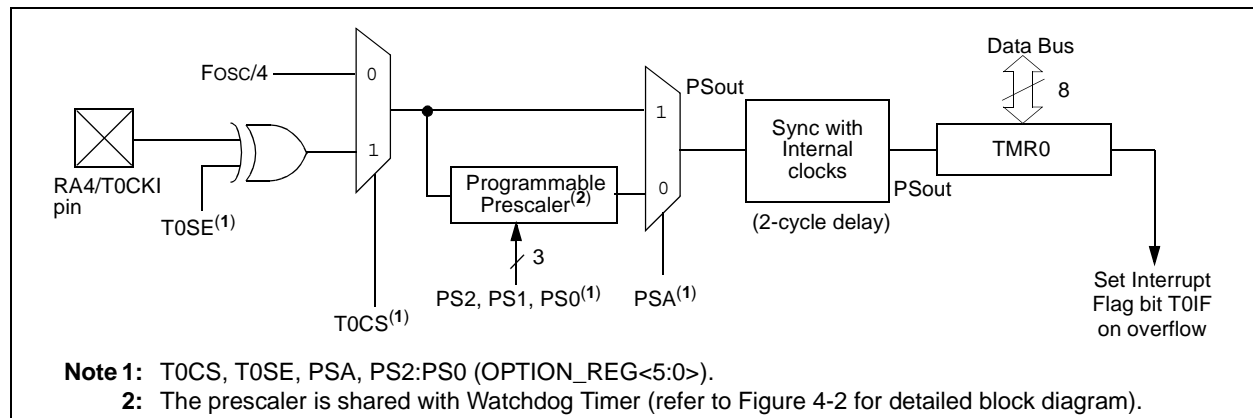 Data Bus
8
FOSC/4
0
PSout
1
Sync with
Internal
clocks
TMR0
1
RA4/T0CKI
pin
T0SE(1)
Programmable
Prescaler(2)
0
PSout
(2-cycle delay)
3
PS2, PS1, PS0(1)
PSA(1)
T0CS(1)
Set Interrupt
Flag bit T0IF
on overflow
Note 1: T0CS, T0SE, PSA, PS2:PS0 (OPTION_REG<5:0>).
2: The prescaler is shared with Watchdog Timer (refer to Figure 4-2 for detailed block diagram).